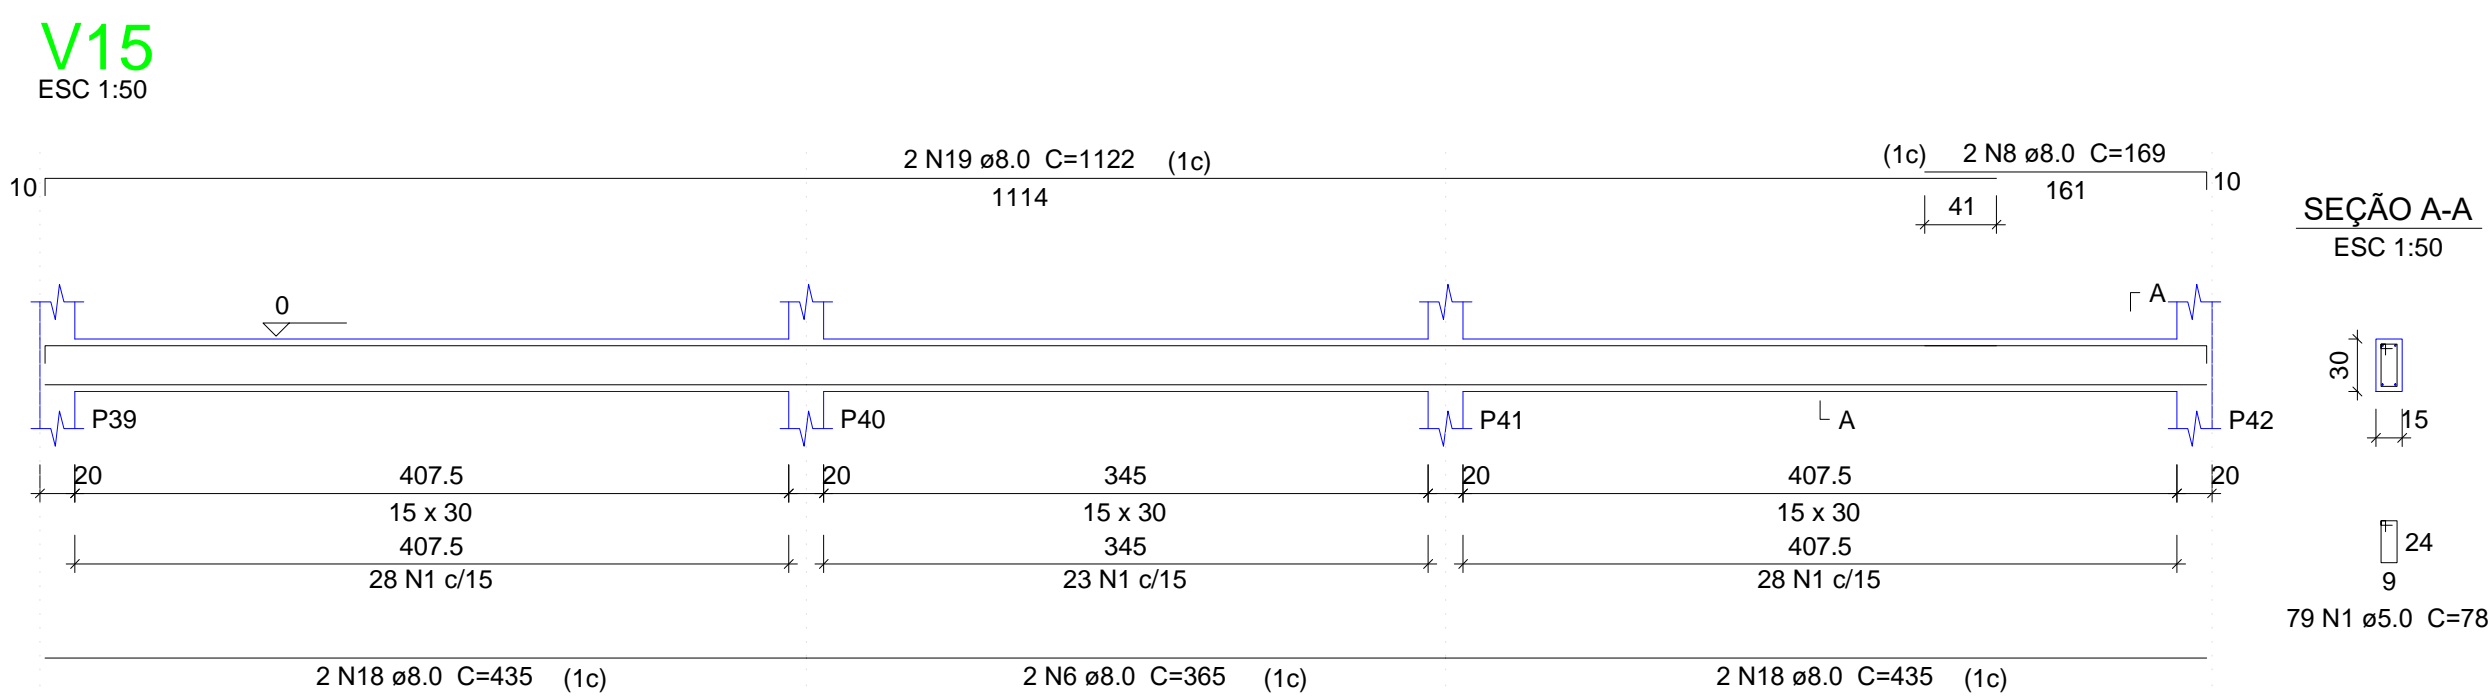 V15
ESC 1:50
2 N19 ø8.0 C=1122 (1c)
(1c) 2 N8 ø8.0 C=169
10
1114
41
161
10
SEÇÃO A-A
ESC 1:50
0
A
30
P39
P40
P41
A
P42
15
20
407.5
20
345
20
407.5
20
15 x 30
15 x 30
15 x 30
407.5
345
407.5
24
28 N1 c/15
23 N1 c/15
28 N1 c/15
9
79 N1 ø5.0 C=78
2 N18 ø8.0 C=435 (1c)
2 N6 ø8.0 C=365 (1c)
2 N18 ø8.0 C=435 (1c)